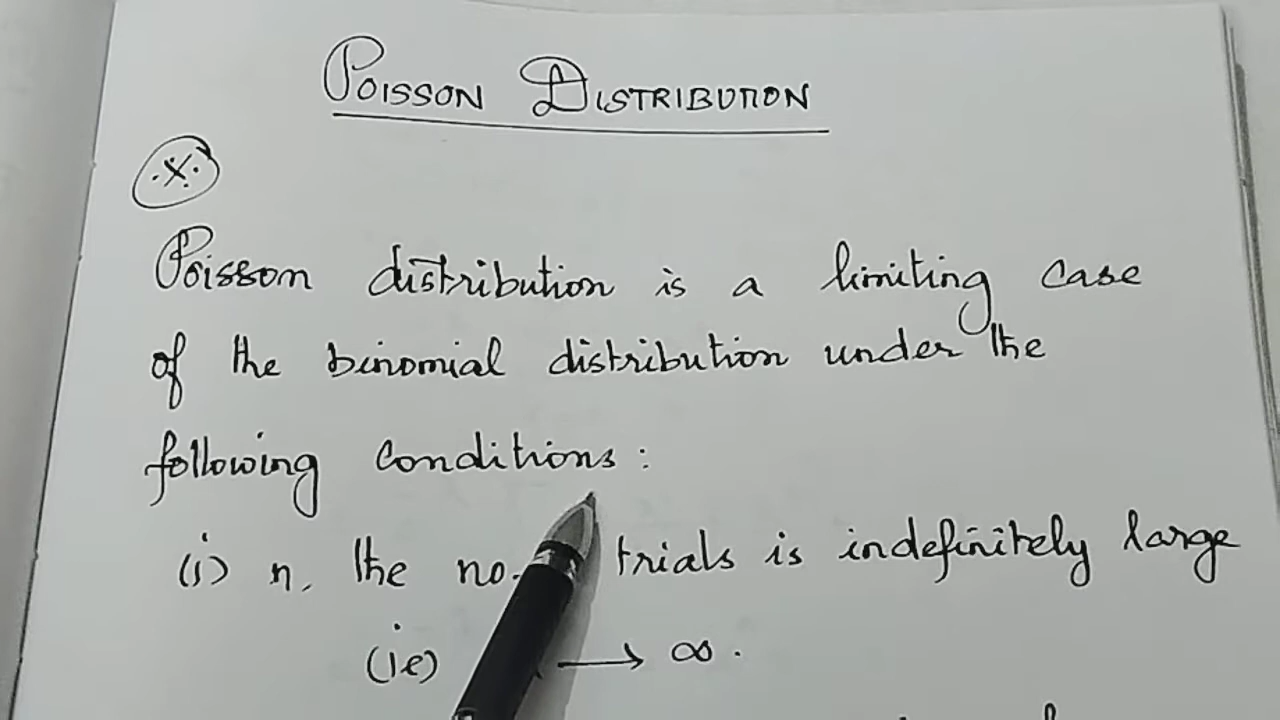 POISSON DISTRIBUTION
Poisson distribution is a limiting case
of the binomial distribution under the
following conditions:
(i) n, the no. trials is indefinitely large
(ie) → ∞.